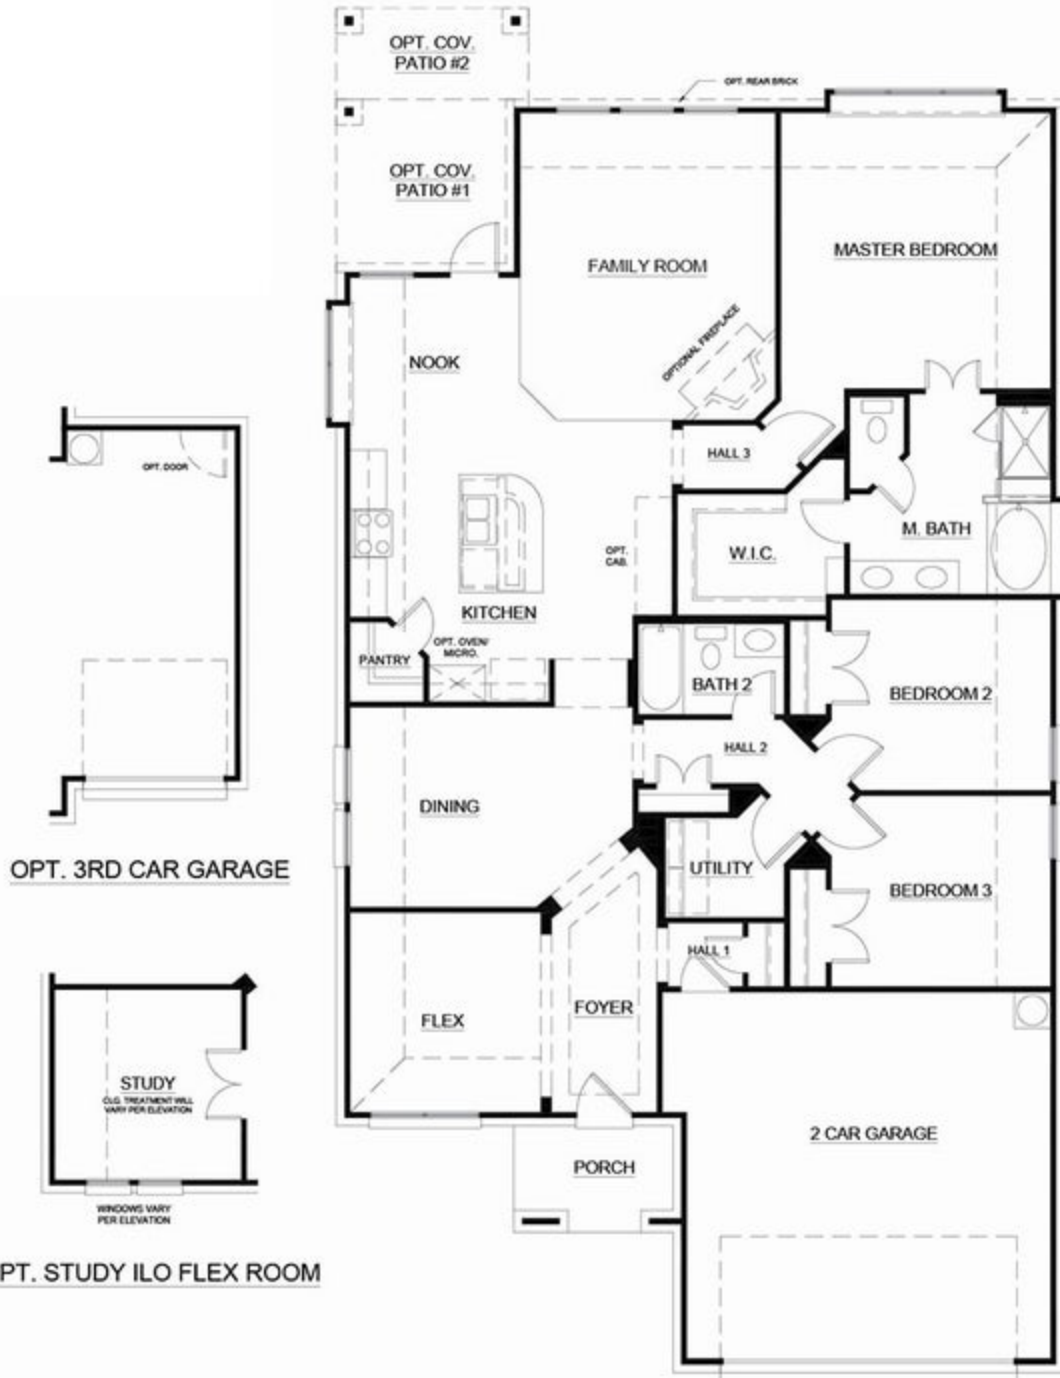 OPT. COV.
PATIO #2
OPT. REAR BRICK
OPT. COV.
PATIO #1
FAMILY ROOM
MASTER BEDROOM
OPTIONAL FIREPLACE
NOOK
OPT. DOOR
HALL 3
M. BATH
W.I.C.
OPT.
CAB.
KITCHEN
OPT. OVEN/
MICRO.
PANTRY
BATH 2
BEDROOM 2
HALL 2
DINING
OPT. 3RD CAR GARAGE
UTILITY
BEDROOM 3
HALL 1
FOYER
FLEX
STUDY
CLG. TREATMENT WILL
VARY PER ELEVATION
2 CAR GARAGE
PORCH
WINDOWS VARY
PER ELEVATION
PT. STUDY ILO FLEX ROOM